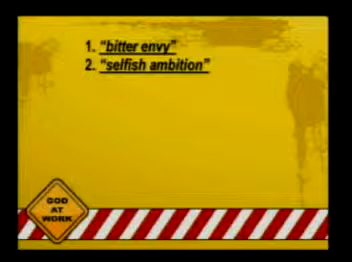 1. "bitter envy"
2. "selfish ambition"
GOD
AT
WORK